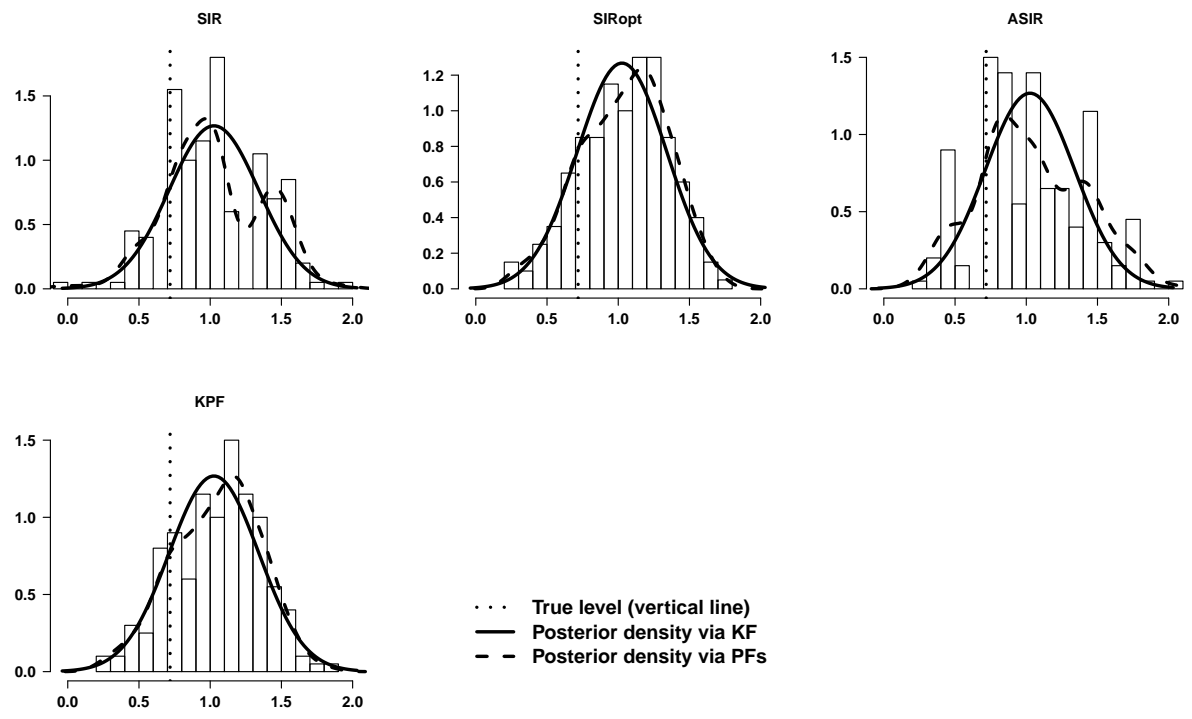 SIR
1.5
1.0
0.5
0.0
0.0 0.5 1.0 1.5 2.0
SIRopt
1.2
1.0
0.8
0.6
0.4
0.2
0.0
0.0 0.5 1.0 1.5 2.0
ASIR
1.5
1.0
0.5
0.0
0.0 0.5 1.0 1.5 2.0
KPF
1.5
1.0
0.5
0.0
0.0 0.5 1.0 1.5 2.0
True level (vertical line)
Posterior density via KF
Posterior density via PFs